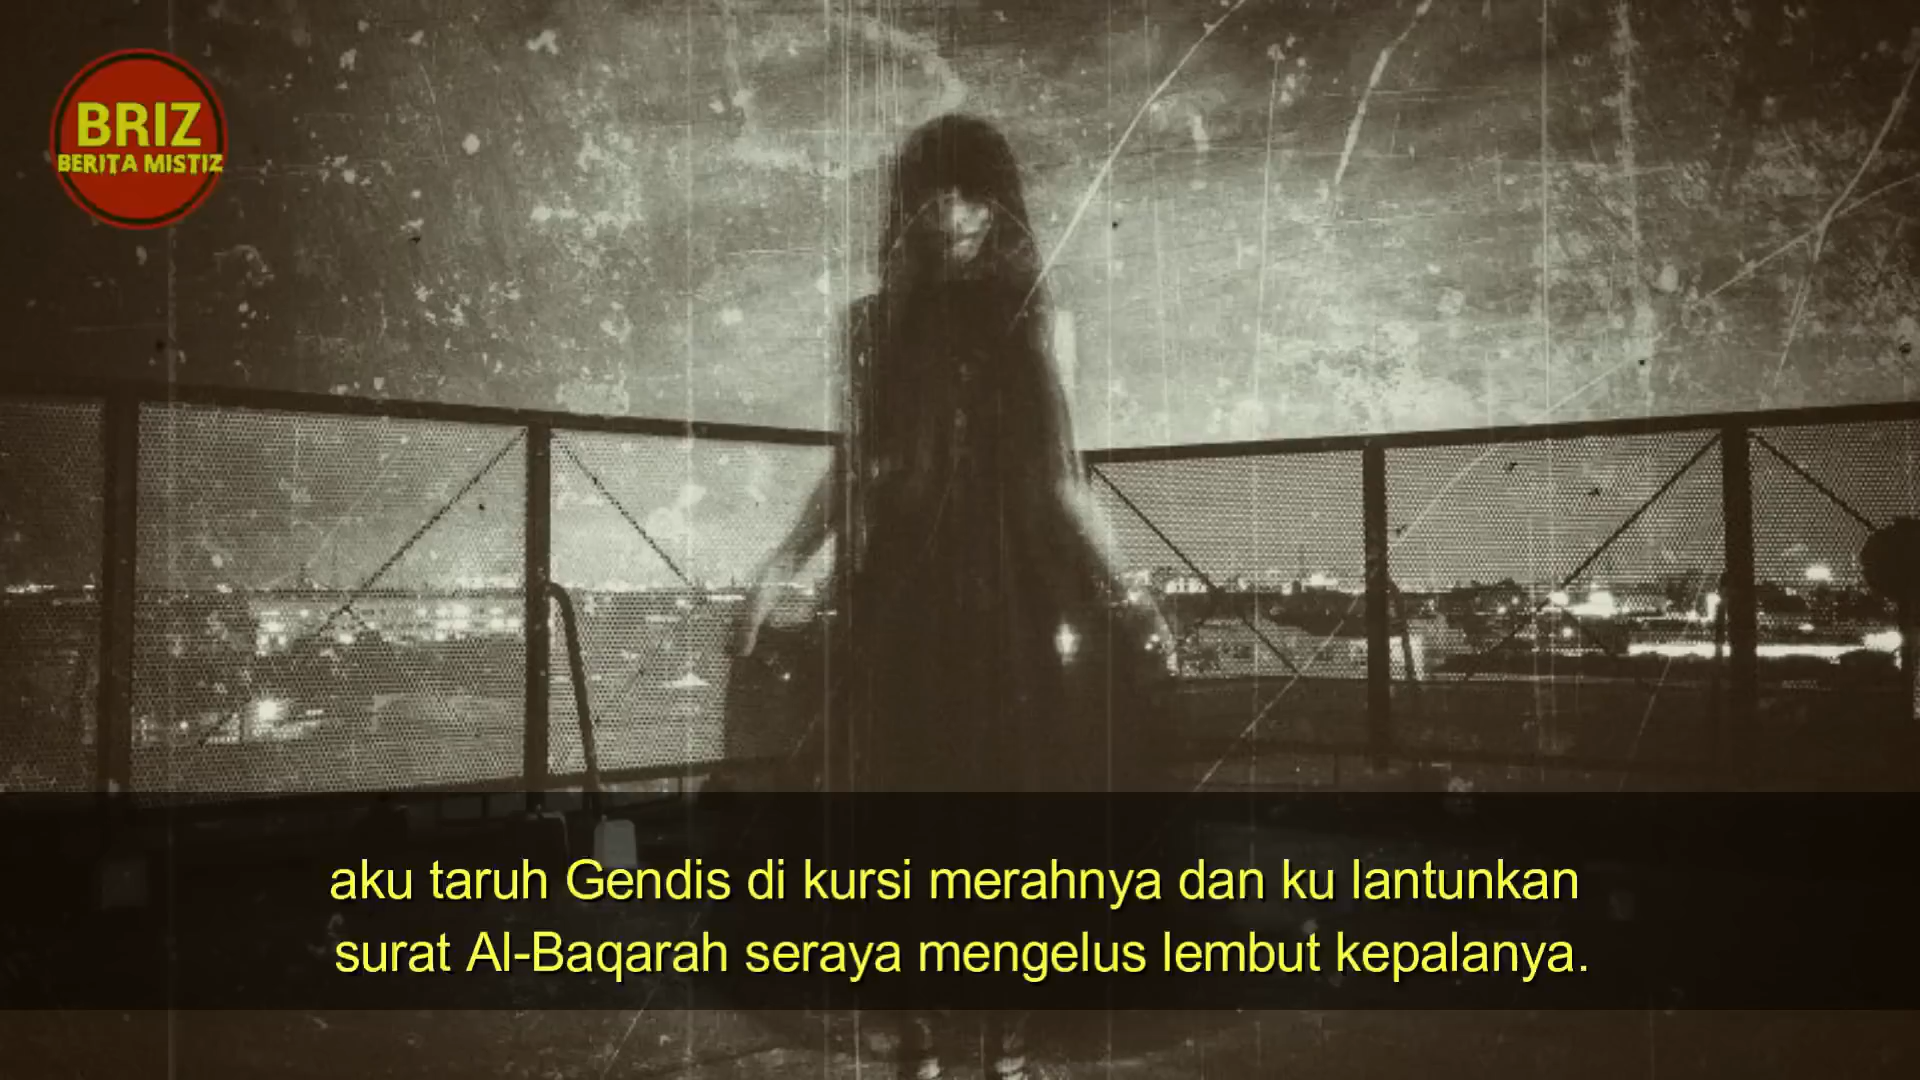 BRIZ
BERITA MISTIZ
aku taruh Gendis di kursi merahnya dan ku lantunkan
surat Al-Baqarah seraya mengelus lembut kepalanya.